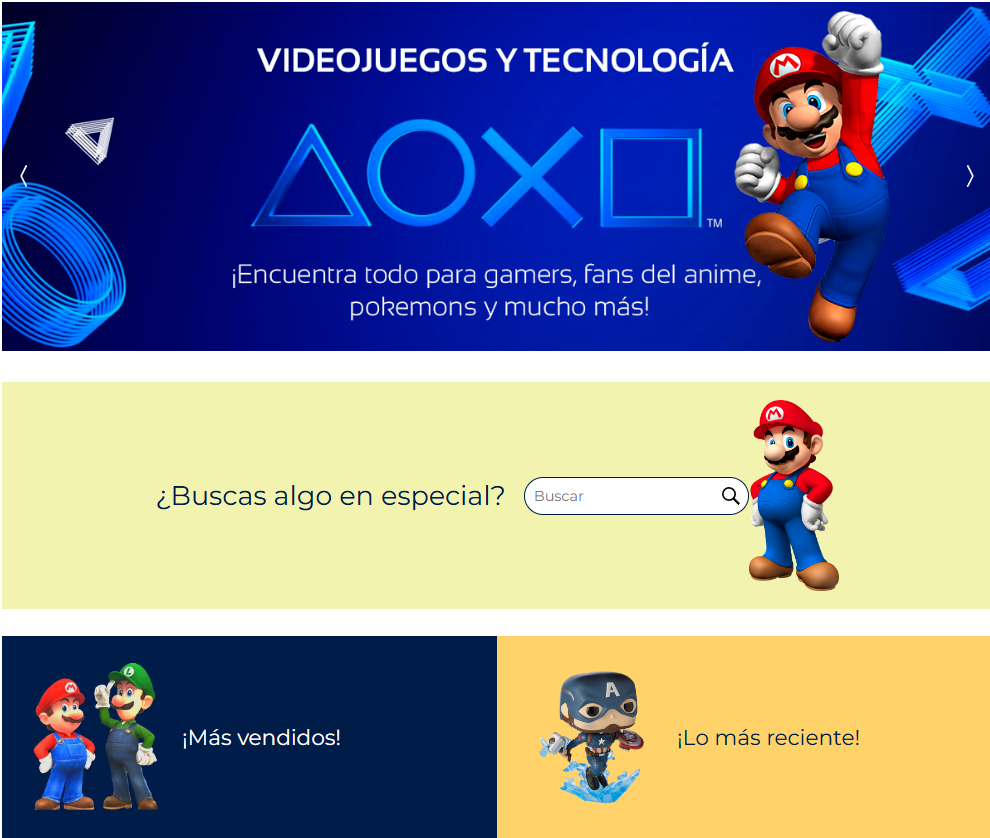 VIDEOJUEGOS Y TECNOLOGÍA
M
TM
¡Encuentra todo para gamers, fans del anime,
pokemons y mucho más!
M
¿Buscas algo en especial?
Buscar
M
L
¡Más vendidos!
A
¡Lo más reciente!